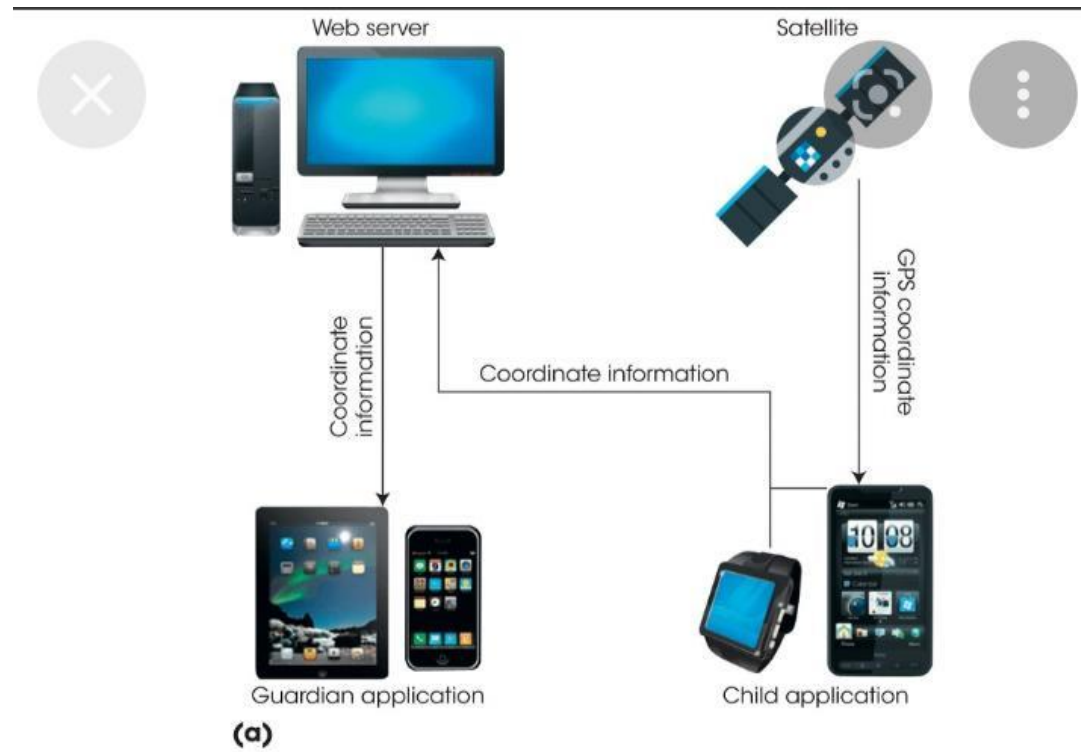 Web server
Satellite
GPS coordinate
information
Coordinate
information
Coordinate information
10 08
Guardian application
Child application
(a)